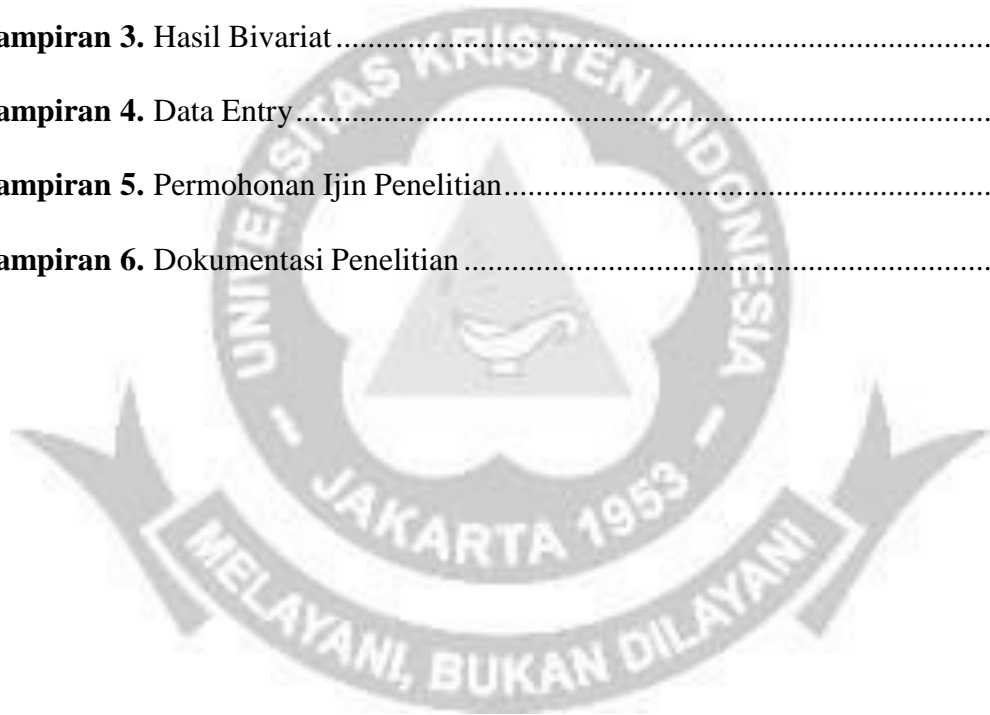 ampiran 3. Hasil Bivariat........................................................................................
ampiran 4. Data Entry...............................................................................................
ampiran 5. Permohonan Ijin Penelitian.............................................................
ampiran 6. Dokumentasi Penelitian....................................................................
UNIVERSITAS KRISTEN INDONESIA
- JAKARTA 1953 -
MELAYANI, BUKAN DILAYANI